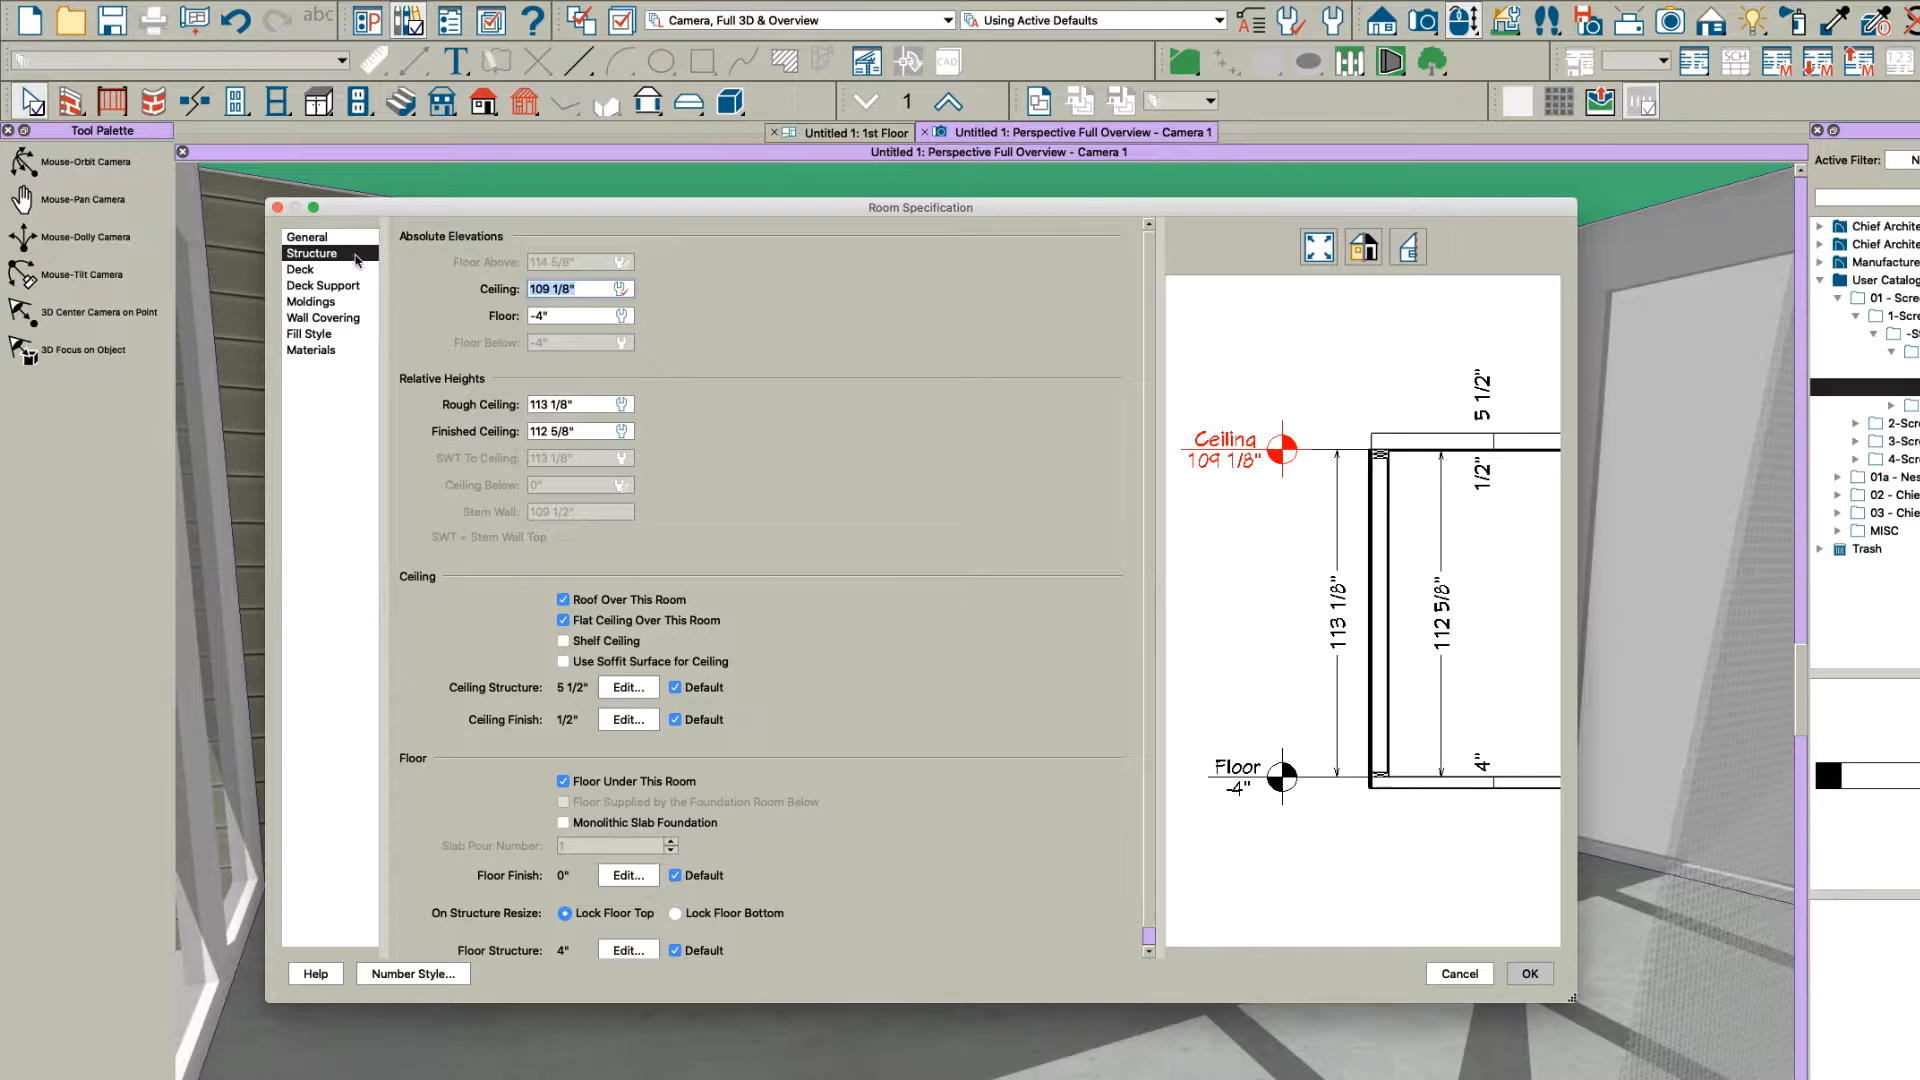 abc
Camera, Full 3D & Overview
Using Active Defaults
T
CAD
SCH
M
M
M
123
1
Tool Palette
Untitled 1: 1st Floor
Untitled 1: Perspective Full Overview - Camera 1
Untitled 1: Perspective Full Overview - Camera 1
Mouse-Orbit Camera
Mouse-Pan Camera
Mouse-Dolly Camera
Mouse-Tilt Camera
3D Center Camera on Point
3D Focus on Object
Active Filter:
N
Chief Archite
Chief Archite
Manufacture
User Catalog
01 - Scre
1-Scre
-St
2-Scre
3-Scre
4-Scre
01a - Nes
02 - Chie
03 - Chie
MISC
Trash
Room Specification
General
Structure
Deck
Deck Support
Moldings
Wall Covering
Fill Style
Materials
Absolute Elevations
Floor Above: 114 5/8"
Ceiling: 109 1/8"
Floor: -4"
Floor Below: -4"
Relative Heights
Rough Ceiling: 113 1/8"
Finished Ceiling: 112 5/8"
SWT To Ceiling: 113 1/8"
Ceiling Below: 0"
Stem Wall: 109 1/2"
SWT = Stem Wall Top
Ceiling
Roof Over This Room
Flat Ceiling Over This Room
Shelf Ceiling
Use Soffit Surface for Ceiling
Ceiling Structure: 5 1/2" Edit... Default
Ceiling Finish: 1/2" Edit... Default
Floor
Floor Under This Room
Floor Supplied by the Foundation Room Below
Monolithic Slab Foundation
Slab Pour Number: 1
Floor Finish: 0" Edit... Default
On Structure Resize: Lock Floor Top Lock Floor Bottom
Floor Structure: 4" Edit... Default
5 1/2"
Ceiling
109 1/8"
1/2"
113 1/8"
112 5/8"
Floor
-4"
4"
Help
Number Style...
Cancel
OK